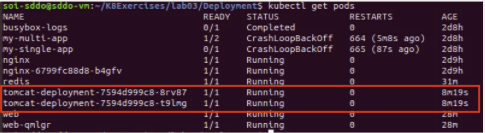 soi-sddo@sddo-vm:~/K8Exercises/lab03/Deployment$ kubectl get pods
NAME READY STATUS RESTARTS AGE
busybox-logs 0/1 Completed 0 2d8h
my-multi-app 1/2 CrashLoopBackOff 664 (5m8s ago) 2d8h
my-single-app 0/1 CrashLoopBackOff 665 (87s ago) 2d8h
nginx 1/1 Running 0 2d9h
nginx-6799fc88d8-b4gfv 1/1 Running 0 2d9h
redis 1/1 Running 0 31m
tomcat-deployment-7594d999c8-8rv87 1/1 Running 0 8m19s
tomcat-deployment-7594d999c8-t9lmg 1/1 Running 0 8m19s
web 1/1 Running 0 28m
web-qmlgr 1/1 Running 0 28m